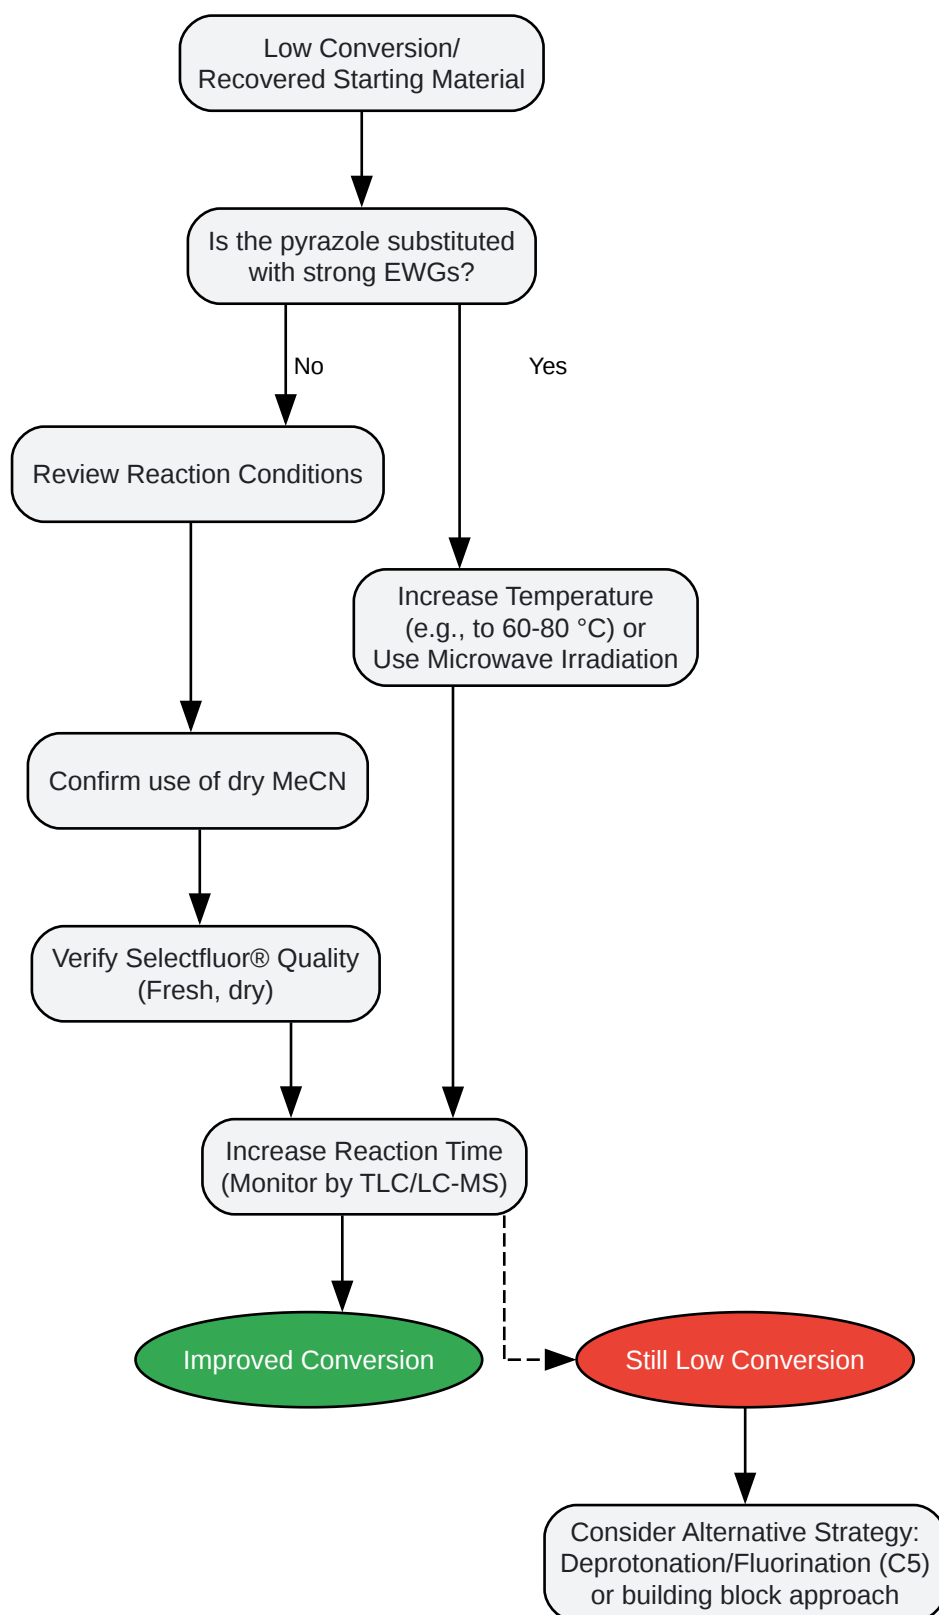 Low Conversion/
Recovered Starting Material
Is the pyrazole substituted
with strong EWGs?
No
Yes
Review Reaction Conditions
Increase Temperature
(e.g., to 60-80 °C) or
Use Microwave Irradiation
Confirm use of dry MeCN
Verify Selectfluor® Quality
(Fresh, dry)
Increase Reaction Time
(Monitor by TLC/LC-MS)
Improved Conversion
Still Low Conversion
Consider Alternative Strategy:
Deprotonation/Fluorination (C5)
or building block approach